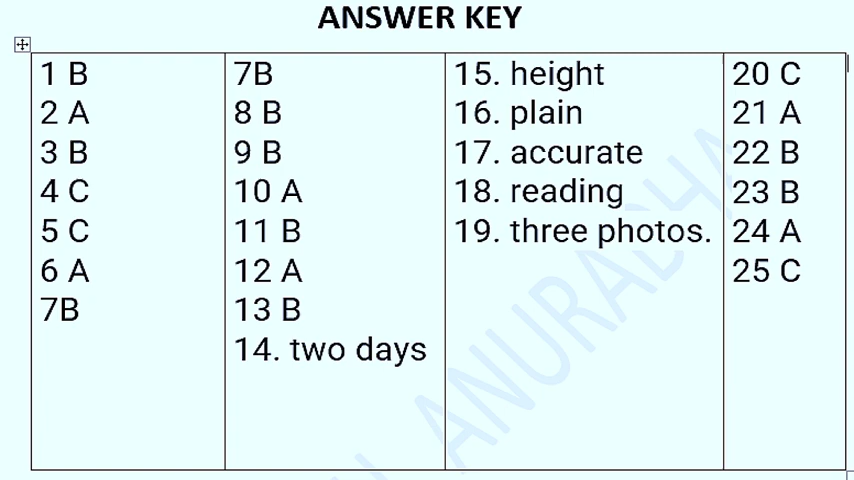 ANSWER KEY
1 B
2 A
3 B
4 C
5 C
6 A
7B
7B
8 B
9 B
10 A
11 B
12 A
13 B
14. two days
15. height
16. plain
17. accurate
18. reading
19. three photos.
20 C
21 A
22 B
23 B
24 A
25 C
ANURADHA